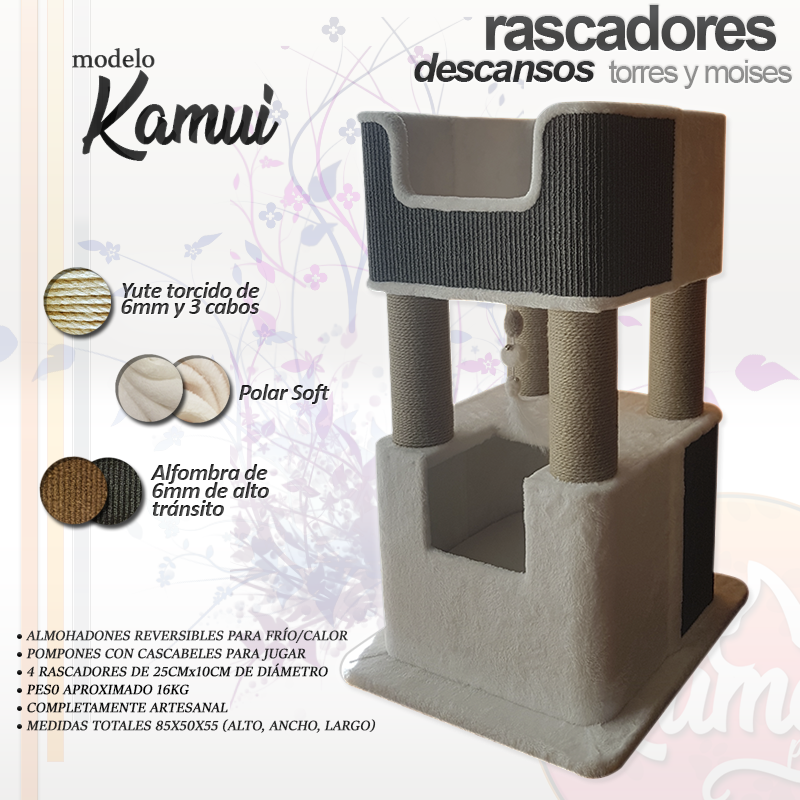 rascadores
descansos torres y moises
modelo
Kamui
Yute torcido de
6mm y 3 cabos
Polar Soft
Alfombra de
6mm de alto
tránsito
• ALMOHADONES REVERSIBLES PARA FRÍO/CALOR
• POMPONES CON CASCABELES PARA JUGAR
• 4 RASCADORES DE 25CMx10CM DE DIÁMETRO
• PESO APROXIMADO 16KG
• COMPLETAMENTE ARTESANAL
• MEDIDAS TOTALES 85X50X55 (ALTO, ANCHO, LARGO)